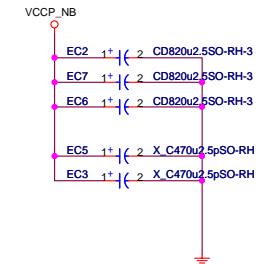 VCCP_NB
EC2 1 + 2 CD820u2.5SO-RH-3
EC7 1 + 2 CD820u2.5SO-RH-3
EC6 1 + 2 CD820u2.5SO-RH-3
EC5 1 + 2 X_C470u2.5pSO-RH
EC3 1 + 2 X_C470u2.5pSO-RH